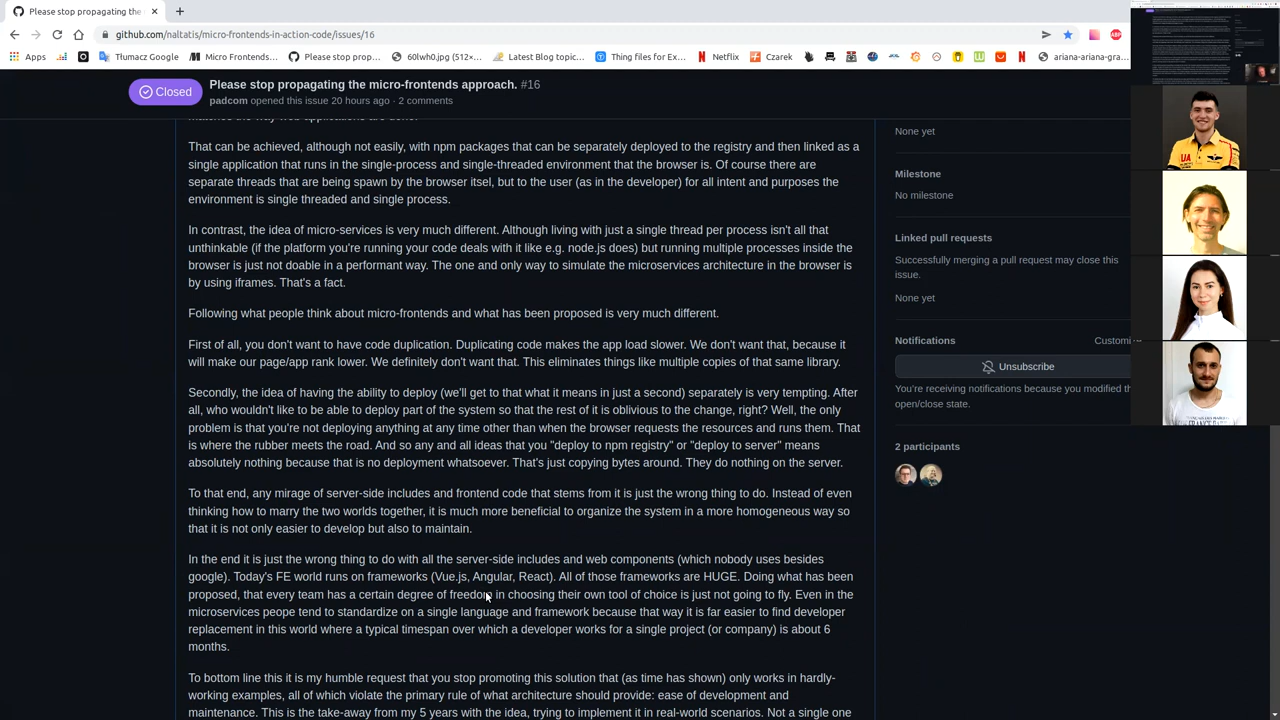 Please stop propagating the
github.com/naltatis/micro-frontends/issues/16
Apps
Tłumacz Google
ariana-ariana-gra…
Closed
Please stop propagating the idea of micro-frontends
padcom opened this issue 20 hours ago · 2 comments
matches the way web applications are done.
None yet
That can be achieved, although not easily, with npm packages that can be separately deployed to the registry and then linked as a
single application that runs in the single-process and single-threaded environment that the browser is. Of course there are
separate threads that are being spawn by the browser itsel, but to the user (as in the developer) for all intent and purposes the
environment is single threaded and single process.
Milestone
No milestone
In contrast, the idea of micro-services is very much different. Though living with just a single thread per process isn't all that
unthinkable (if the platform you're running your code deals with it like e.g. node.js does) but running multiple processes inside the
browser is just not doable in a performant way. The one and only way to simulate the microservices architecture in the browser is
by using iframes. That's a fact.
Linked pull requests
Successfully merging a pull request may close this
issue.
None yet
Following what people think about micro-frontends and what has been proposed is very much different.
First of all, you don't want to have code duplication. Duplicating code makes the app load slower. We don't want that, because it
will make our page/app rank lower. We firmly don't want that. This eliminates things like multiple copies of that same library.
Notifications
Customi
Unsubscribe
You're receiving notifications because you modified th
open/close state.
Secondly, the idea of having the ability to deploy (we'll get to what it means in just a second) separately is very tempting. After
all, who wouldn't like to be able to deploy part of the system and the rest of it is oblivious to the change, right? Well, the only
problem is that you're not deploying anything at any time other than when the browser requests the resources and runs them. That
is where the rubber meets the road. And so any and all ideas that you "deploy to npm registry" or "deploy to server" means
absolutely nothing because that is no deployment whatsoever. That's just copying bytes around. They do nothing on the server.
2 participants
To that end, any mirage of server-side includes and frontend code that stems from it is just the wrong thing to do. Instead of even
thinking how to marry the two worlds together, it is much more beneficial to organize the system in a more homogeneous way so
that it is not only easier to develop but also to maintain.
In the end it is just the wrong thing to do with all the server-side includes and web components (which nobody uses besides
google). Today's FE world runs on frameworks (Vue.js, Angular, React). All of those frameworks are HUGE. Doing what has been
proposed, that every team has a certain degree of freedom in choosing their own tool of choice is just not going to fly. Even in the
microservices peope tend to standardize on a single language and framework because that way it is far easier to find developer
replacement in this world where a typical timespan over which a developer works for a single project (or company) is about 6
months.
To bottom line this it is my humble request that you stop promoting this solution that (as time has shown) only works in hardly-
working examples, all of which violate the primary rule of what architecture should provide: ease of development and
maintenance. This is the take-away from my 5 years with the idea, trying to implement it in real-world scenarios. Not a single one